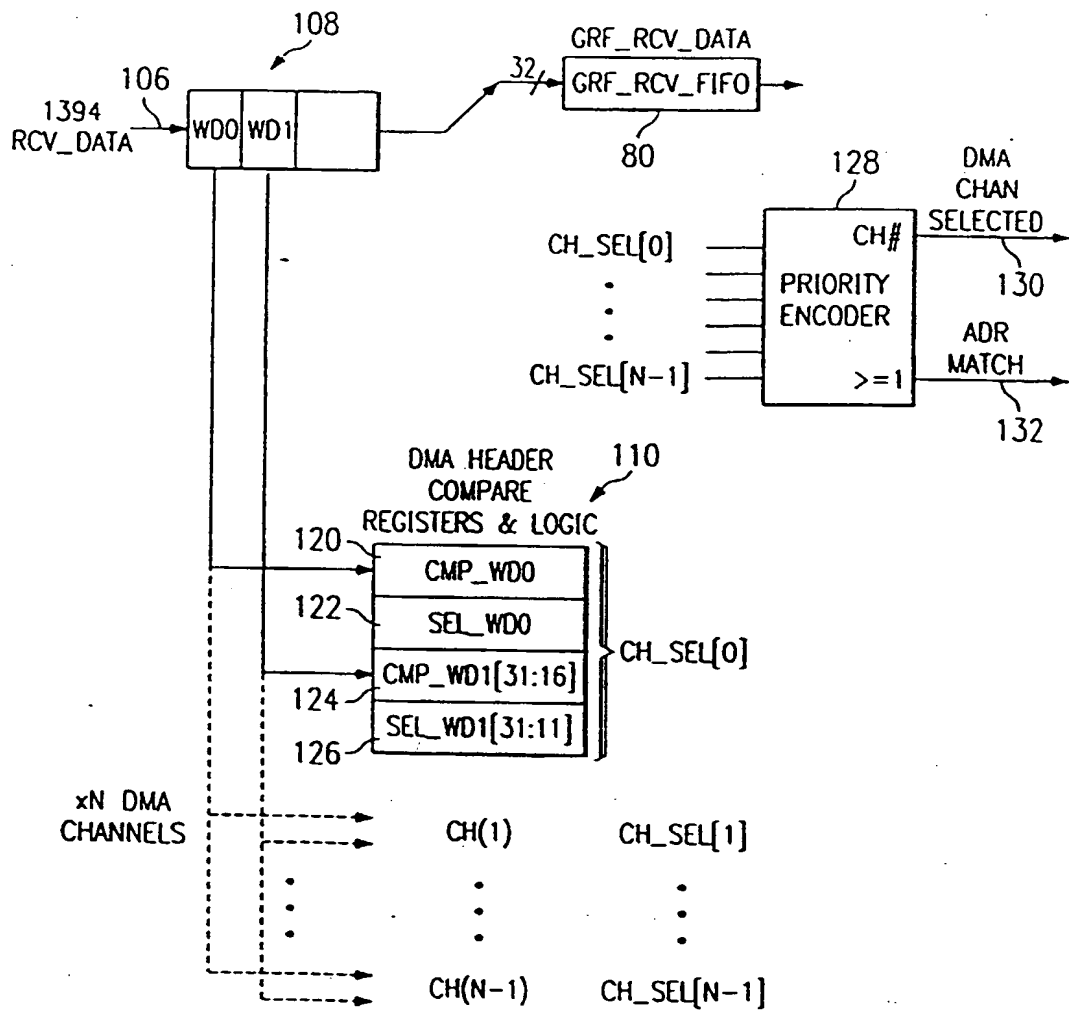 108
106
1394
RCV_DATA
WD0 WD1
32
GRF_RCV_DATA
GRF_RCV_FIFO
80
128
DMA
CHAN
SELECTED
130
CH_SEL[0]
CH_SEL[N-1]
CH#
PRIORITY
ENCODER
>=1
ADR
MATCH
132
DMA HEADER
COMPARE
REGISTERS & LOGIC
110
120
CMP_WD0
122
SEL_WD0
CH_SEL[0]
124
CMP_WD1[31:16]
126
SEL_WD1[31:11]
xN DMA
CHANNELS
CH(1) CH_SEL[1]
CH(N-1) CH_SEL[N-1]